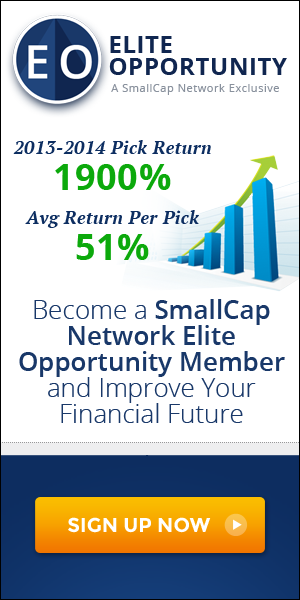 EO
ELITE
OPPORTUNITY
A SmallCap Network Exclusive
2013-2014 Pick Return
1900%
Avg Return Per Pick
51%
Become a SmallCap
Network Elite
Opportunity Member
and Improve Your
Financial Future
SIGN UP NOW